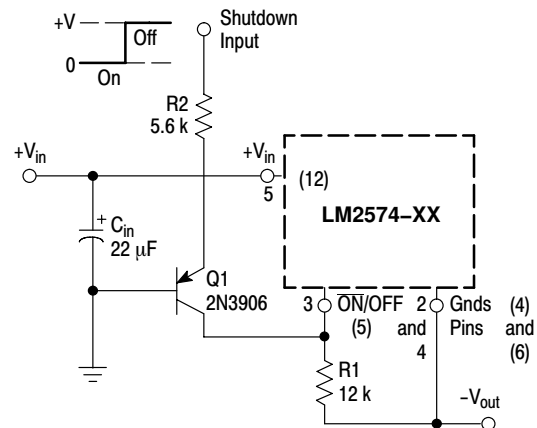 +V
Off
0
On
Shutdown
Input
R2
5.6 k
+Vin
+Vin
5
(12)
LM2574–XX
+
Cin
22 µF
Q1
2N3906
3
ON/OFF
(5)
2
and
4
Gnds
Pins
(4)
and
(6)
R1
12 k
–Vout